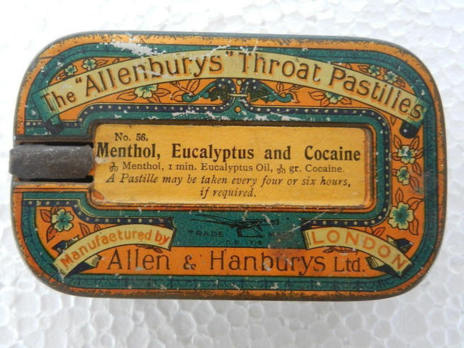 The "Allenburys" Throat Pastilles
No. 56.
Menthol, Eucalyptus and Cocaine
Menthol, 1 min. Eucalyptus Oil, gr. Cocaine.
A Pastille may be taken every four or six hours,
if required.
TRADE
Manufactured by
LONDON
Allen & Hanburys Ltd.